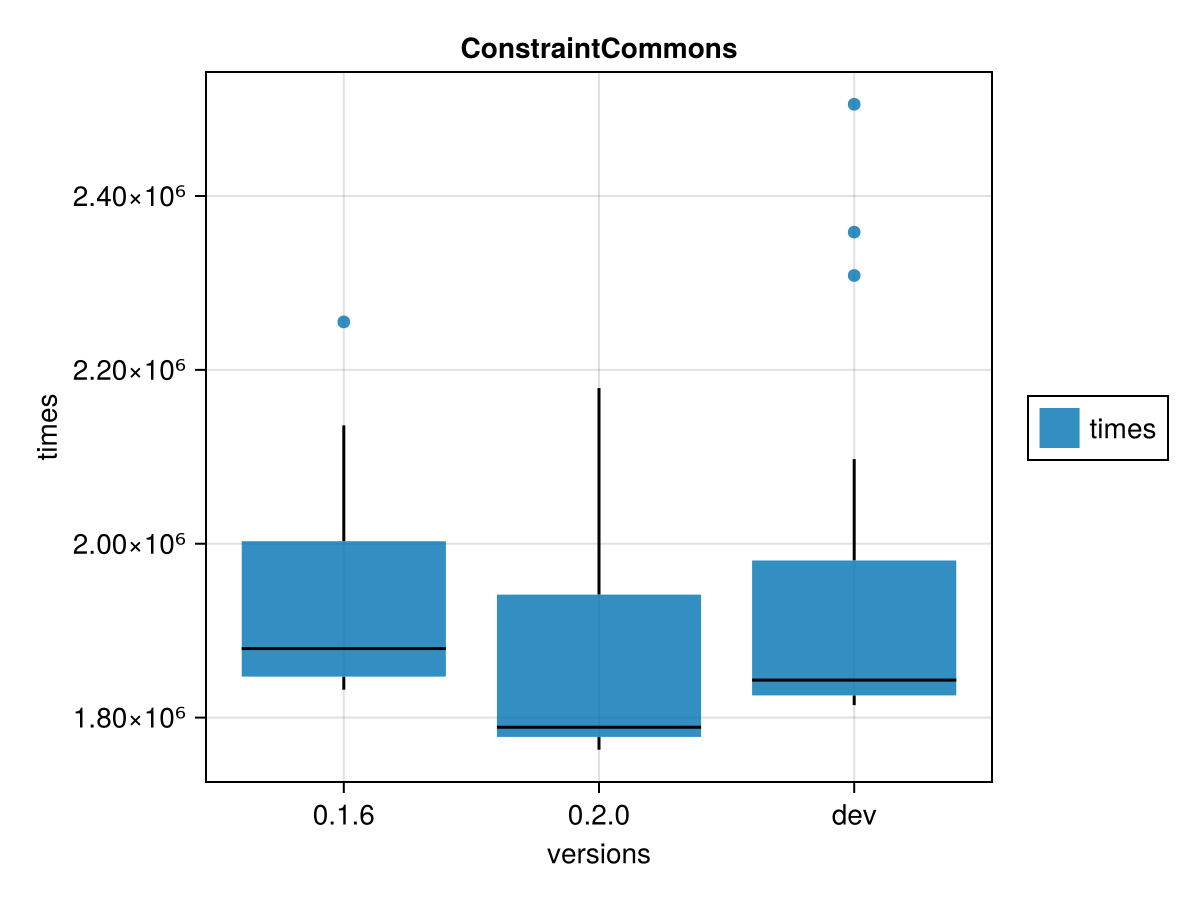 ConstraintCommons
2.40×10⁶
2.20×10⁶
2.00×10⁶
1.80×10⁶
times
times
0.1.6
0.2.0
dev
versions